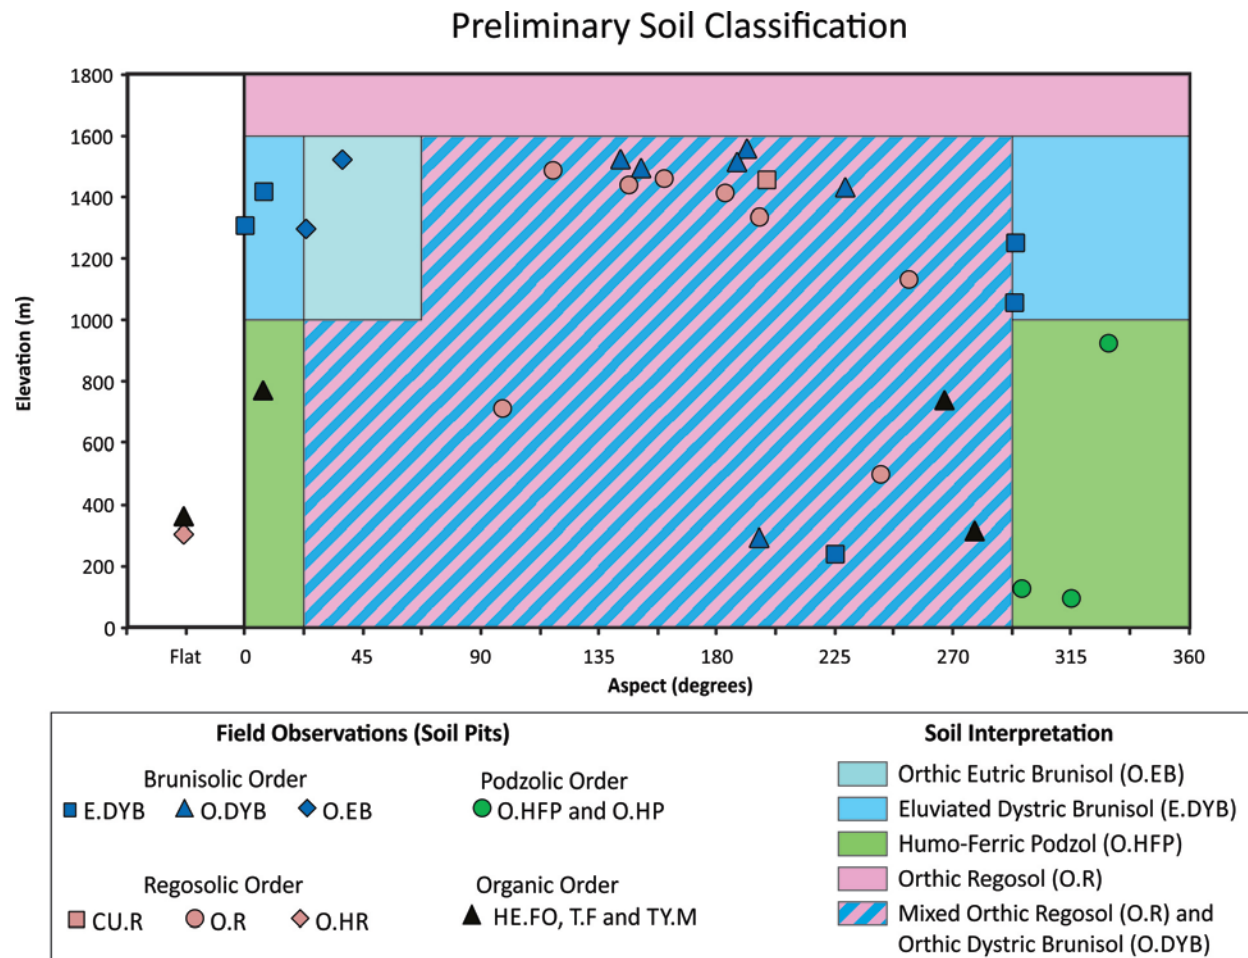 Preliminary Soil Classification
1800
1600
1400
1200
1000
800
600
400
200
0
Elevation (m)
Flat 0 45 90 135 180 225 270 315 360
Aspect (degrees)
Field Observations (Soil Pits)
Brunisolic Order
E.DYB O.DYB O.EB
Podzolic Order
O.HFP and O.HP
Regosolic Order
CU.R O.R O.HR
Organic Order
HE.FO, T.F and TY.M
Soil Interpretation
Orthic Eutric Brunisol (O.EB)
Eluviated Dystric Brunisol (E.DYB)
Humo-Ferric Podzol (O.HFP)
Orthic Regosol (O.R)
Mixed Orthic Regosol (O.R) and
Orthic Dystric Brunisol (O.DYB)